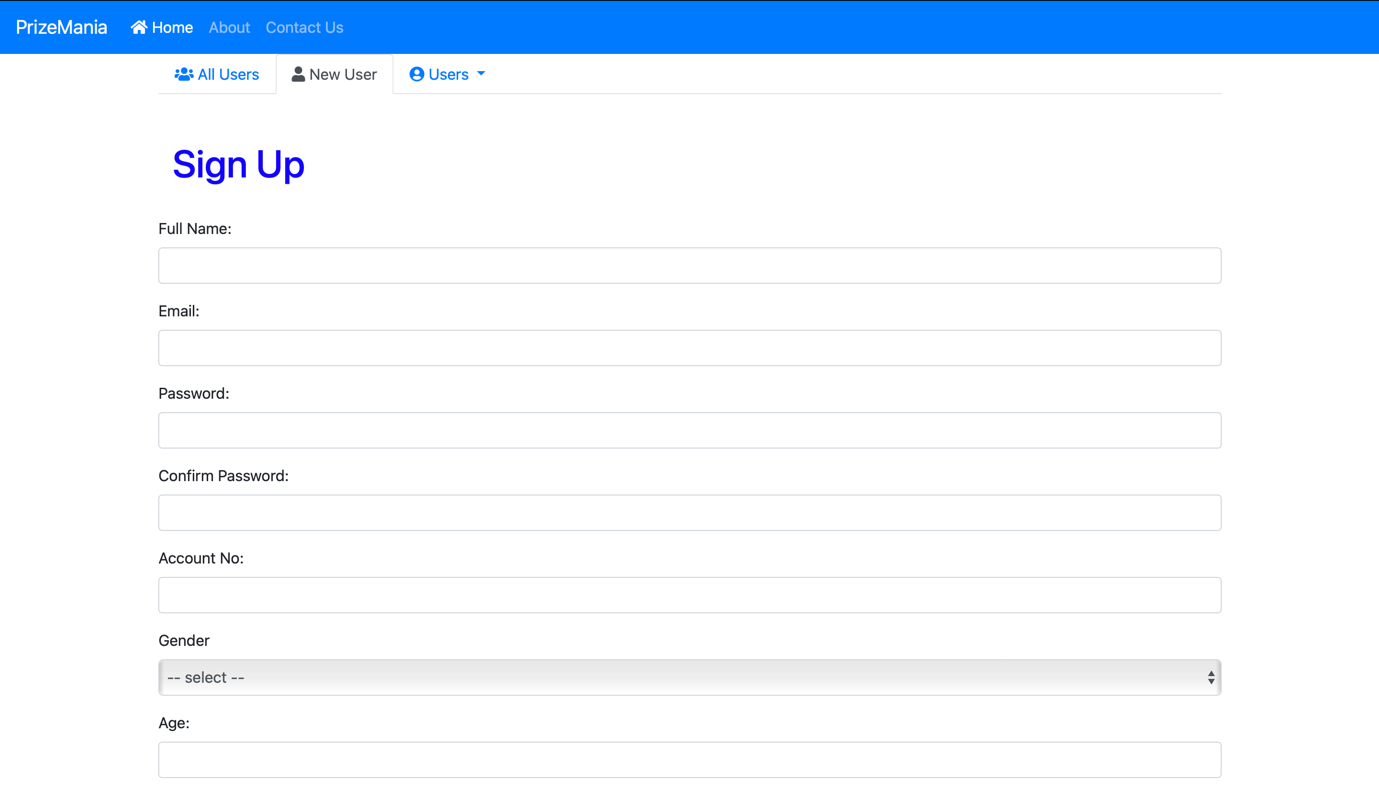 PrizeMania Home About Contact Us
All Users New User Users
Sign Up
Full Name:
Email:
Password:
Confirm Password:
Account No:
Gender
-- select --
Age: